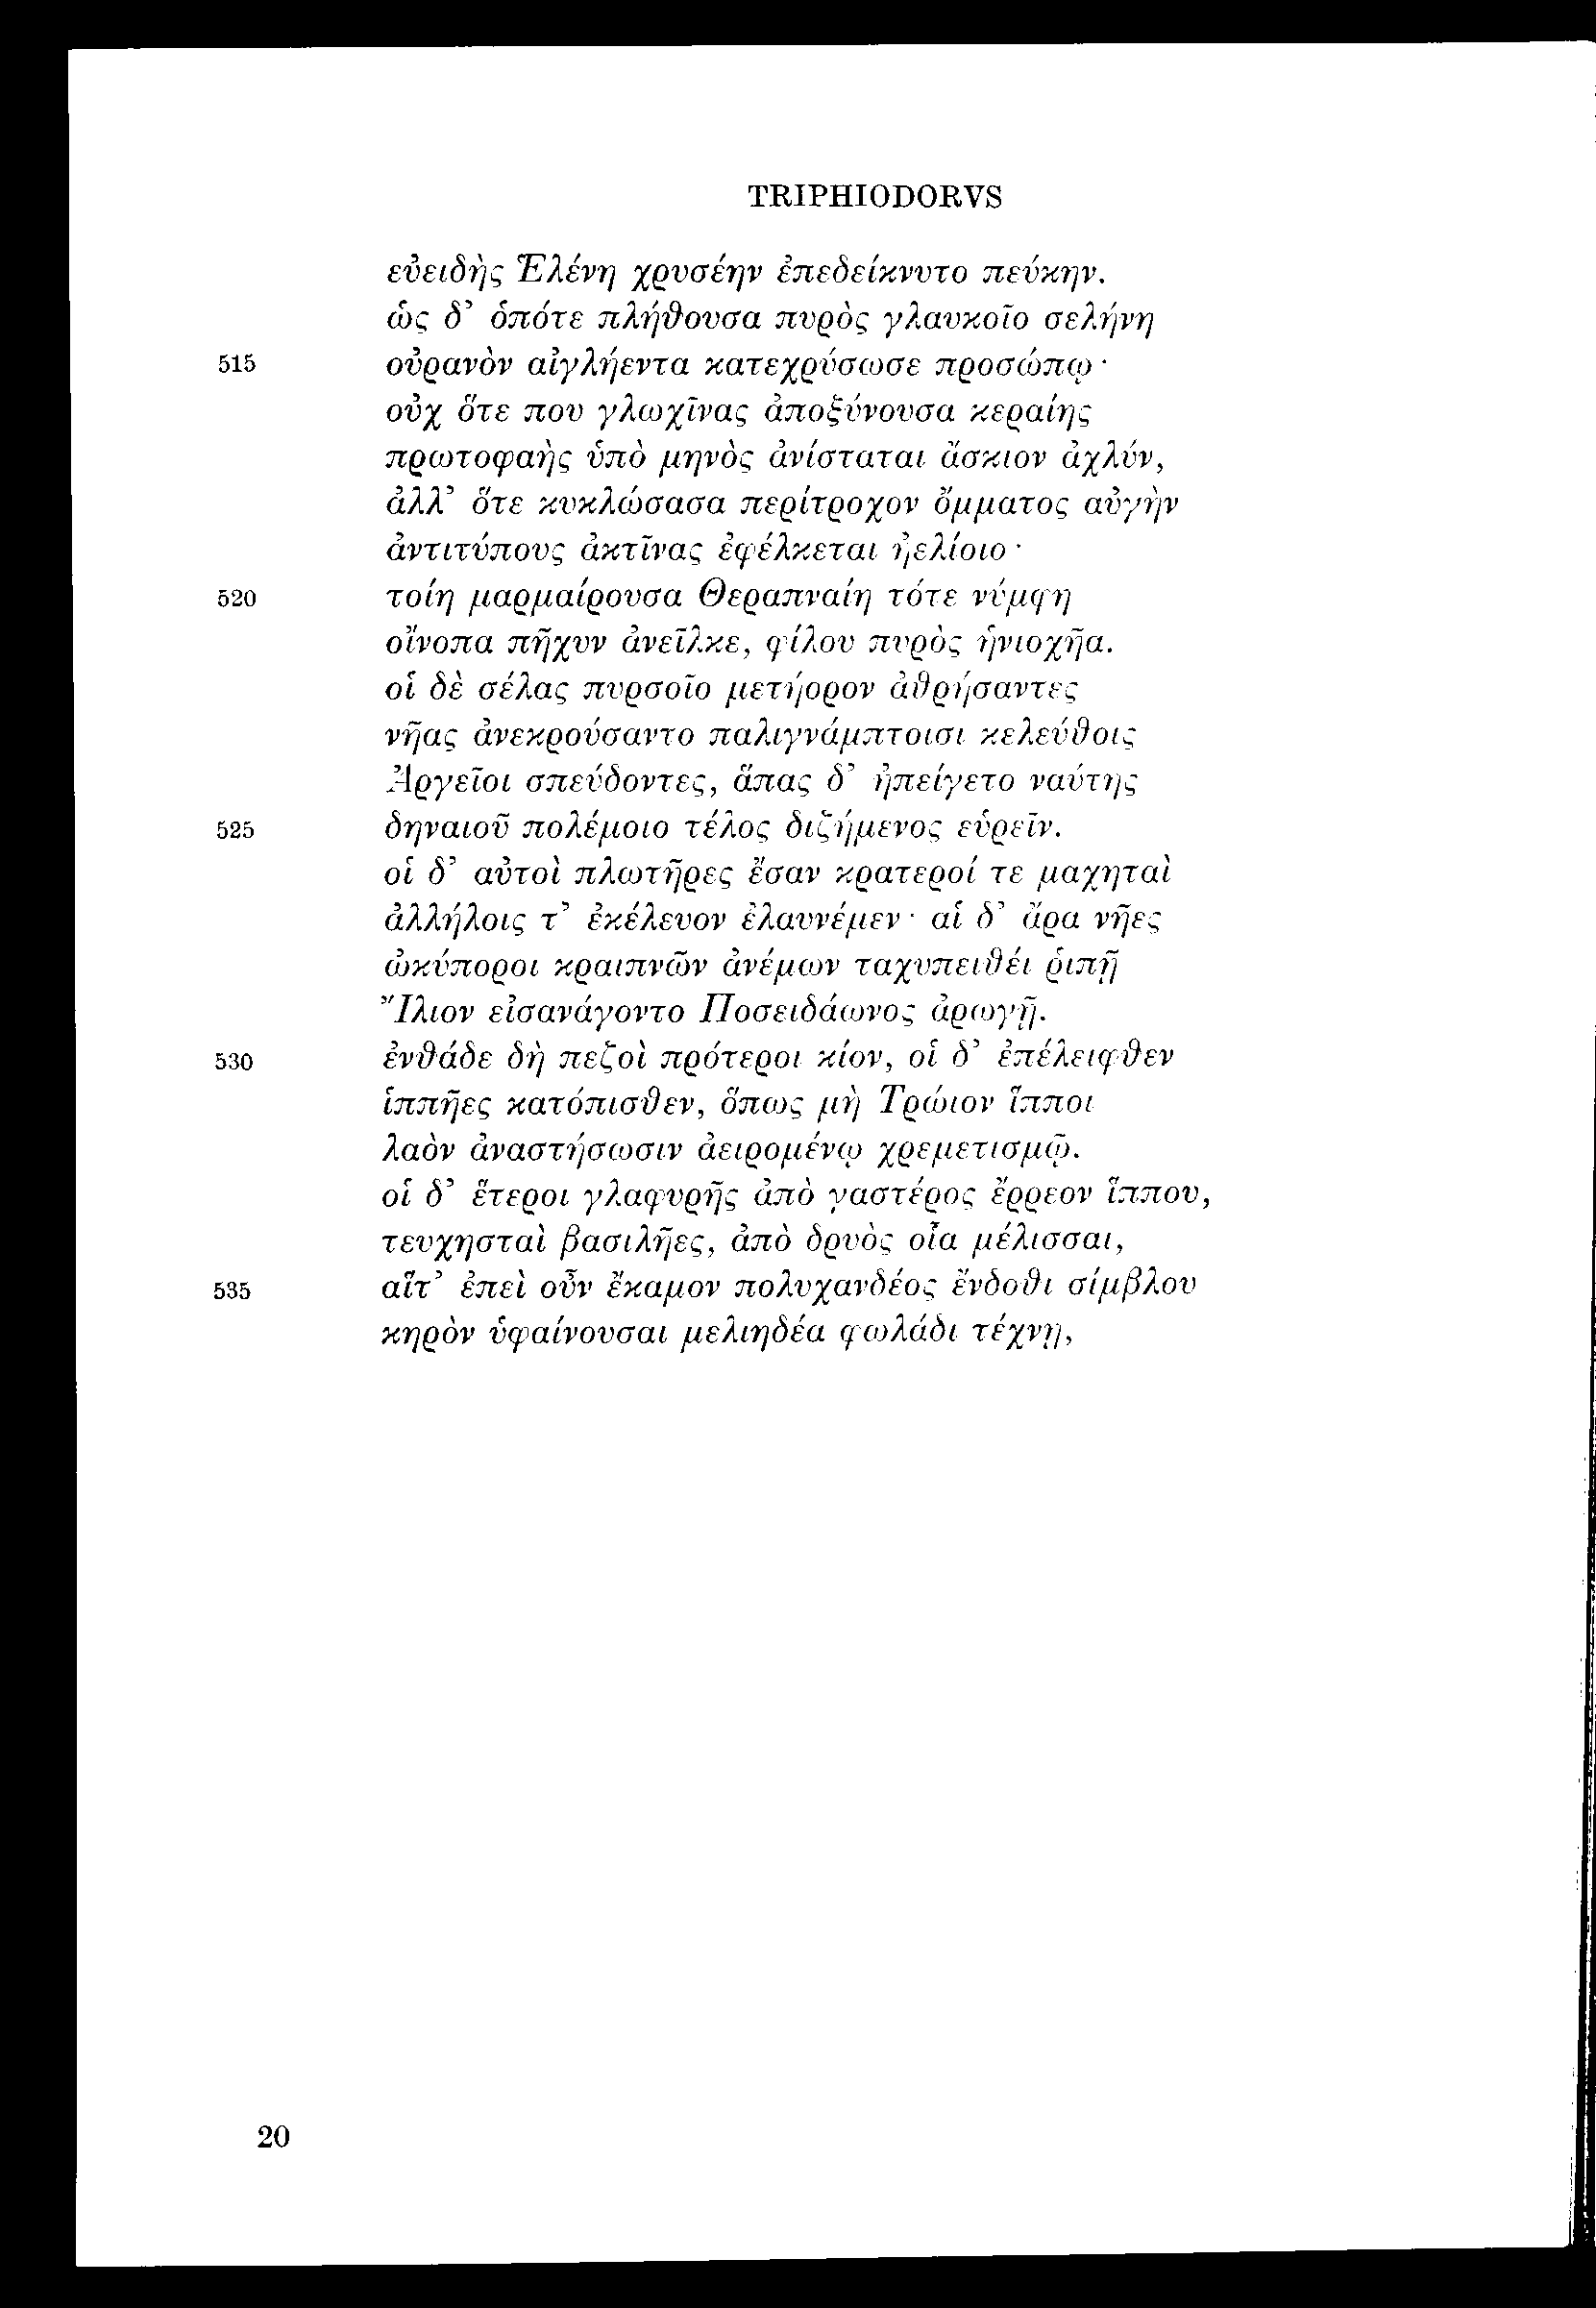 TRIPHIODORVS
εὐειδὴς Ἑλένη χρυσέην ἐπεδείκνυτο πεύκην.
ὡς δ’ ὁπότε πλήθουσα πυρὸς γλαυκοῖο σελήνη
515 οὐρανὸν αἰγλήεντα κατεχρύσωσε προσώπῳ·
οὐχ ὅτε που γλωχῖνας ἀποξύνουσα κεραίης
πρωτοφαὴς ὑπὸ μηνὸς ἀνίσταται ἄσκιον ἀχλύν,
ἀλλ’ ὅτε κυκλώσασα περίτροχον ὄμματος αὐγὴν
ἀντιτύπους ἀκτῖνας ἐφέλκεται ἠελίοιο·
520 τοίη μαρμαίρουσα Θεραπναίη τότε νύμφη
οἴνοπα πῆχυν ἀνεῖλκε, φίλου πυρὸς ἡνιοχῆα.
οἱ δὲ σέλας πυρσοῖο μετήορον ἀθρήσαντες
νῆας ἀνεκρούσαντο παλιγνάμπτοισι κελεύθοις
Ἀργεῖοι σπεύδοντες, ἅπας δ’ ἠπείγετο ναύτης
525 δηναιοῦ πολέμοιο τέλος διζήμενος εὑρεῖν.
οἱ δ’ αὐτοὶ πλωτῆρες ἔσαν κρατεροί τε μαχηταὶ
ἀλλήλοις τ’ ἐκέλευον ἐλαυνέμεν· αἱ δ’ ἄρα νῆες
ὠκύποροι κραιπνῶν ἀνέμων ταχυπειθέι ῥιπῇ
Ἴλιον εἰσανάγοντο Ποσειδάωνος ἀρωγῇ.
530 ἐνθάδε δὴ πεζοὶ πρότεροι κίον, οἱ δ’ ἐπέλειφθεν
ἱππῆες κατόπισθεν, ὅπως μὴ Τρώιον ἵπποι
λαὸν ἀναστήσωσιν ἀειρομένῳ χρεμετισμῷ.
οἱ δ’ ἕτεροι γλαφυρῆς ἀπὸ γαστέρος ἔρρεον ἵππου,
τευχησταὶ βασιλῆες, ἀπὸ δρυὸς οἷα μέλισσαι,
535 αἵτ’ ἐπεὶ οὖν ἔκαμον πολυχανδέος ἔνδοθι σίμβλου
κηρὸν ὑφαίνουσαι μελιηδέα φωλάδι τέχνῃ,
20